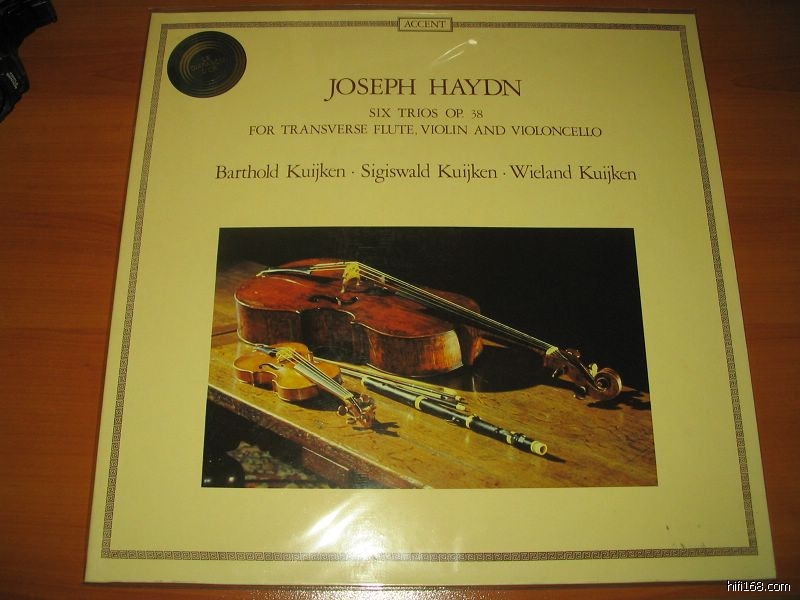 ACCENT
JOSEPH HAYDN
SIX TRIOS OP. 38
FOR TRANSVERSE FLUTE, VIOLIN AND VIOLONCELLO
Barthold Kuijken · Sigiswald Kuijken · Wieland Kuijken
hifi168.com